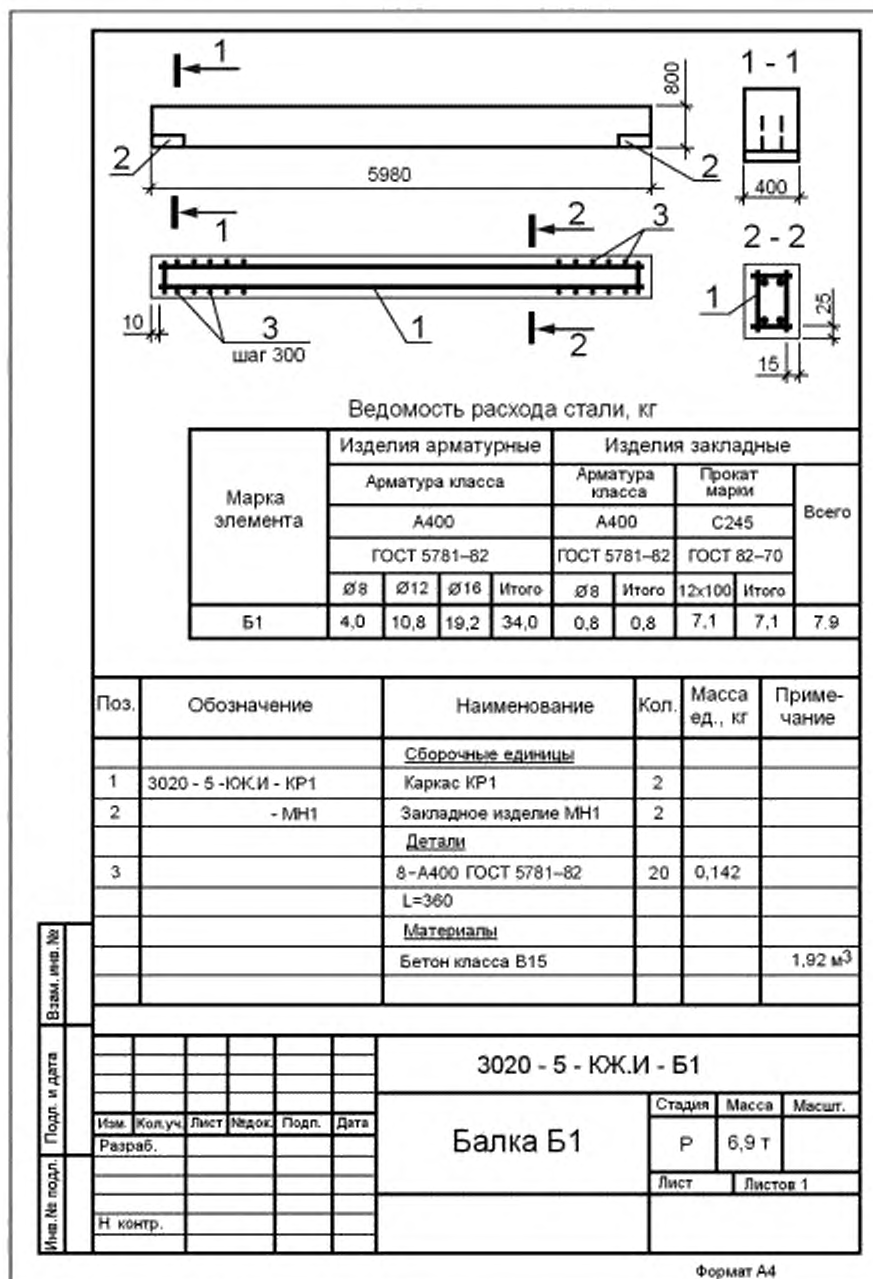 1
1 - 1
800
2
2
5980
400
1
2
3
2 - 2
10
3
шаг 300
1
2
1
25
15
Ведомость расхода стали, кг
Марка элемента
Изделия арматурные
Изделия закладные
Арматура класса
Арматура класса
Прокат марки
Всего
А400
А400
С245
ГОСТ 5781–82
ГОСТ 5781–82
ГОСТ 82–70
Ø8
Ø12
Ø16
Итого
Ø8
Итого
12х100
Итого
Б1
4,0
10,8
19,2
34,0
0,8
0,8
7,1
7,1
7.9
Поз.
Обозначение
Наименование
Кол.
Масса ед., кг
Приме-
чание
Сборочные единицы
1
3020 - 5 -КЖ.И - КР1
Каркас КР1
2
2
- МН1
Закладное изделие МН1
2
Детали
3
8-А400 ГОСТ 5781–82
20
0,142
L=360
Материалы
Бетон класса В15
1,92 м3
Взам. инв.№
Подп. и дата
Инв.№ подл.
3020 - 5 - КЖ.И - Б1
Изм.
Кол.уч.
Лист
№док.
Подп.
Дата
Разраб.
Н контр.
Балка Б1
Стадия
Масса
Масшт.
Р
6,9 т
Лист
Листов 1
Формат А4